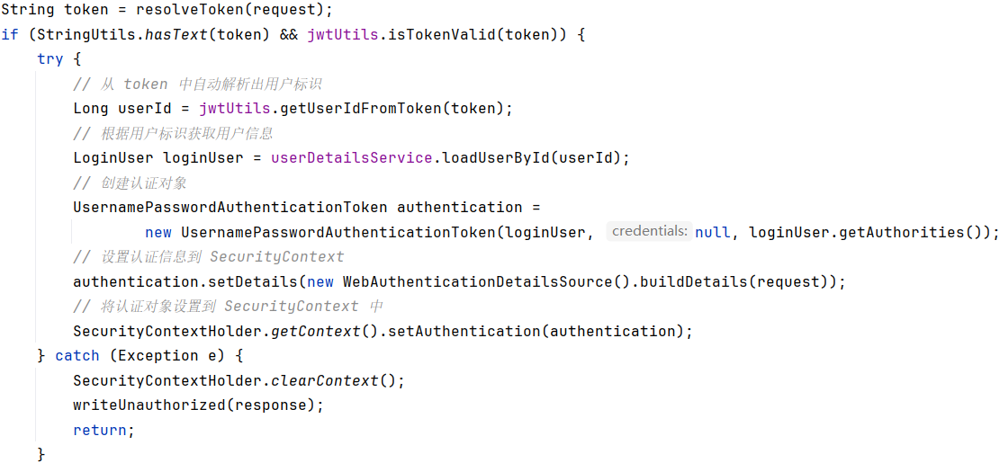 String token = resolveToken(request);
if (StringUtils.hasText(token) && jwtUtils.isTokenValid(token)) {
    try {
        // 从 token 中自动解析出用户标识
        Long userId = jwtUtils.getUserIdFromToken(token);
        // 根据用户标识获取用户信息
        LoginUser loginUser = userDetailsService.loadUserById(userId);
        // 创建认证对象
        UsernamePasswordAuthenticationToken authentication =
                new UsernamePasswordAuthenticationToken(loginUser, credentials: null, loginUser.getAuthorities());
        // 设置认证信息到 SecurityContext
        authentication.setDetails(new WebAuthenticationDetailsSource().buildDetails(request));
        // 将认证对象设置到 SecurityContext 中
        SecurityContextHolder.getContext().setAuthentication(authentication);
    } catch (Exception e) {
        SecurityContextHolder.clearContext();
        writeUnauthorized(response);
        return;
    }